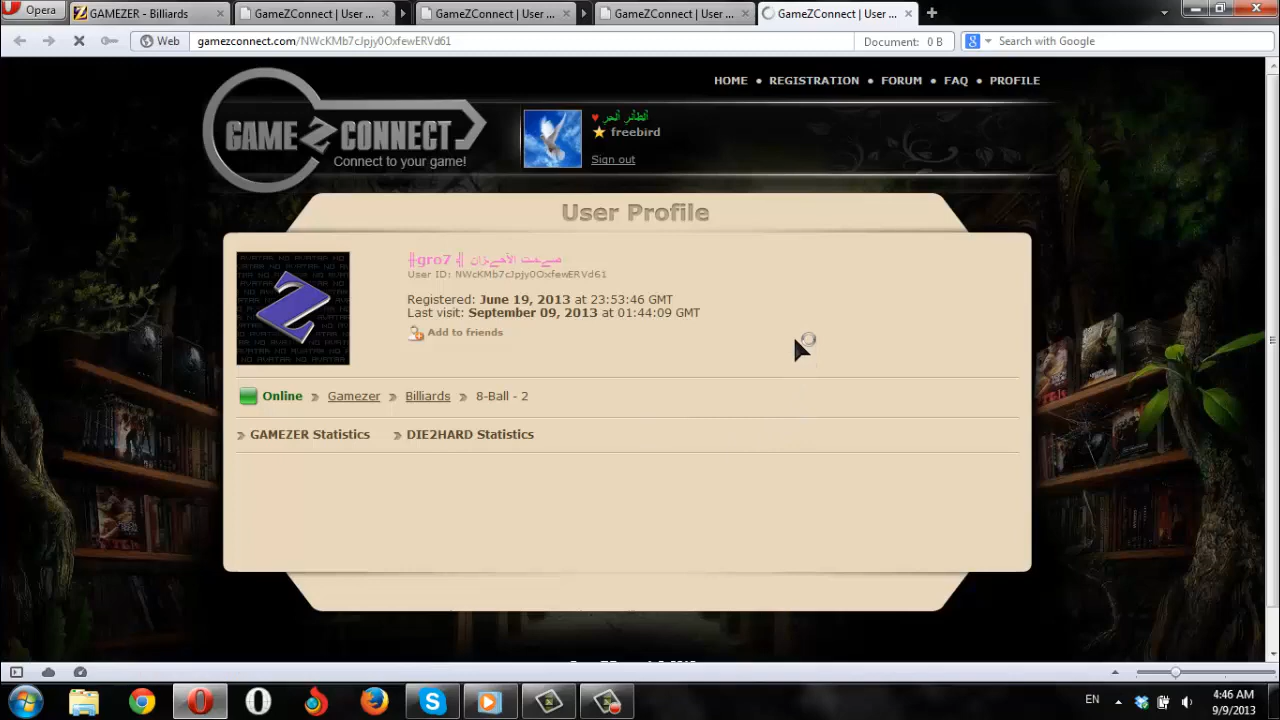 Opera
GAMEZER - Billiards
GameZConnect | User ...
GameZConnect | User ...
GameZConnect | User ...
GameZConnect | User ...
Web
gamezconnect.com/NWcKMb7cJpjy0OxfewERVd61
Document: 0 B
Search with Google
HOME • REGISTRATION • FORUM • FAQ • PROFILE
GAME Z CONNECT
Connect to your game!
♥ الطائر الحر
freebird
Sign out
User Profile
╬gro7 ╣
User ID: NWcKMb7cJpjy0OxfewERVd61
Registered: June 19, 2013 at 23:53:46 GMT
Last visit: September 09, 2013 at 01:44:09 GMT
Add to friends
Online » Gamezer » Billiards » 8-Ball - 2
» GAMEZER Statistics » DIE2HARD Statistics
EN
4:46 AM
9/9/2013